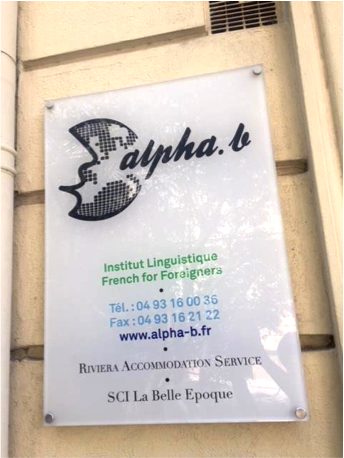 alpha.b
Institut Linguistique
French for Foreigners
•
Tél. : 04 93 16 00 36
Fax : 04 93 16 21 22
www.alpha-b.fr
•
RIVIERA ACCOMMODATION SERVICE
•
SCI La Belle Epoque